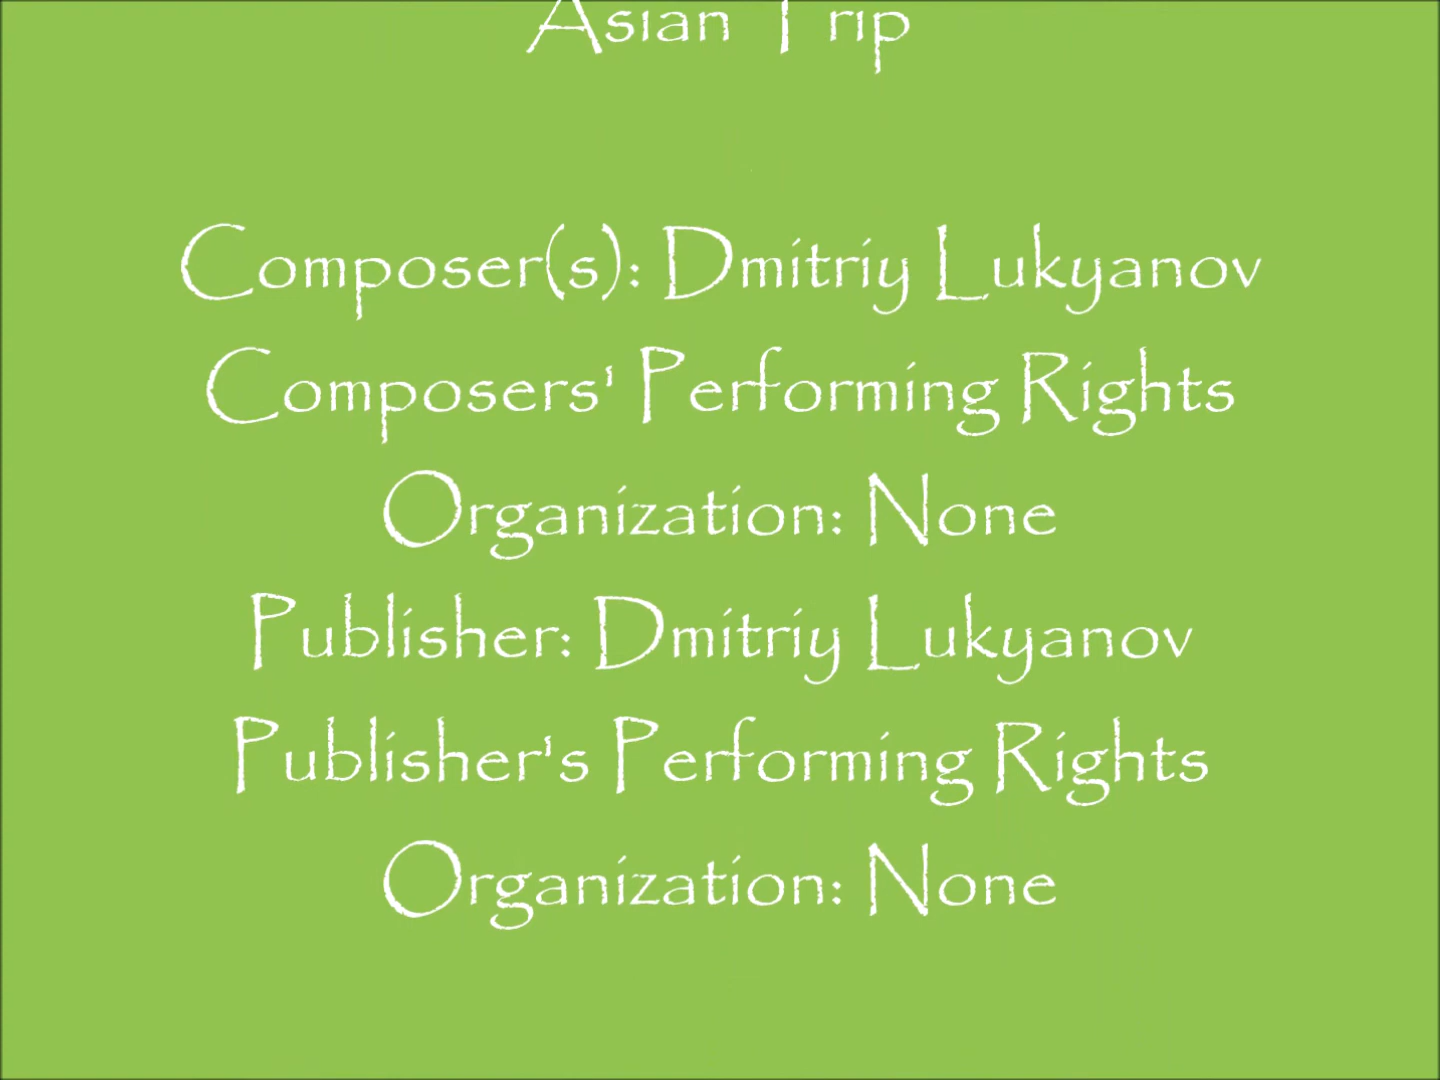 Asian Trip
Composer(s): Dmitriy Lukyanov
Composers' Performing Rights
Organization: None
Publisher: Dmitriy Lukyanov
Publisher's Performing Rights
Organization: None